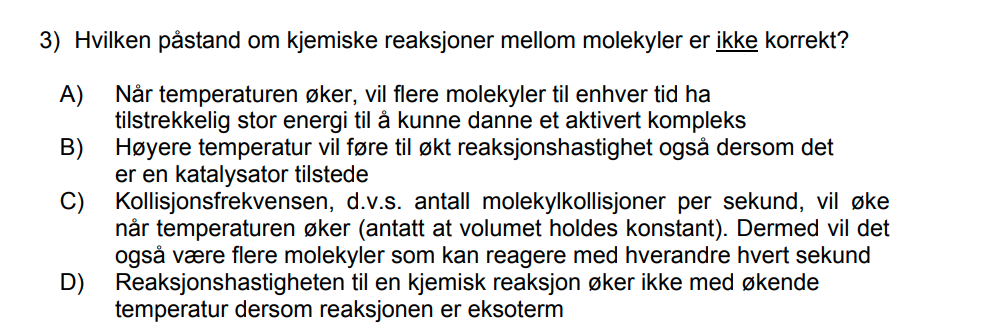 3) Hvilken påstand om kjemiske reaksjoner mellom molekyler er ikke korrekt?
A) Når temperaturen øker, vil flere molekyler til enhver tid ha
tilstrekkelig stor energi til å kunne danne et aktivert kompleks
B) Høyere temperatur vil føre til økt reaksjonshastighet også dersom det
er en katalysator tilstede
C) Kollisjonsfrekvensen, d.v.s. antall molekylkollisjoner per sekund, vil øke
når temperaturen øker (antatt at volumet holdes konstant). Dermed vil det
også være flere molekyler som kan reagere med hverandre hvert sekund
D) Reaksjonshastigheten til en kjemisk reaksjon øker ikke med økende
temperatur dersom reaksjonen er eksoterm